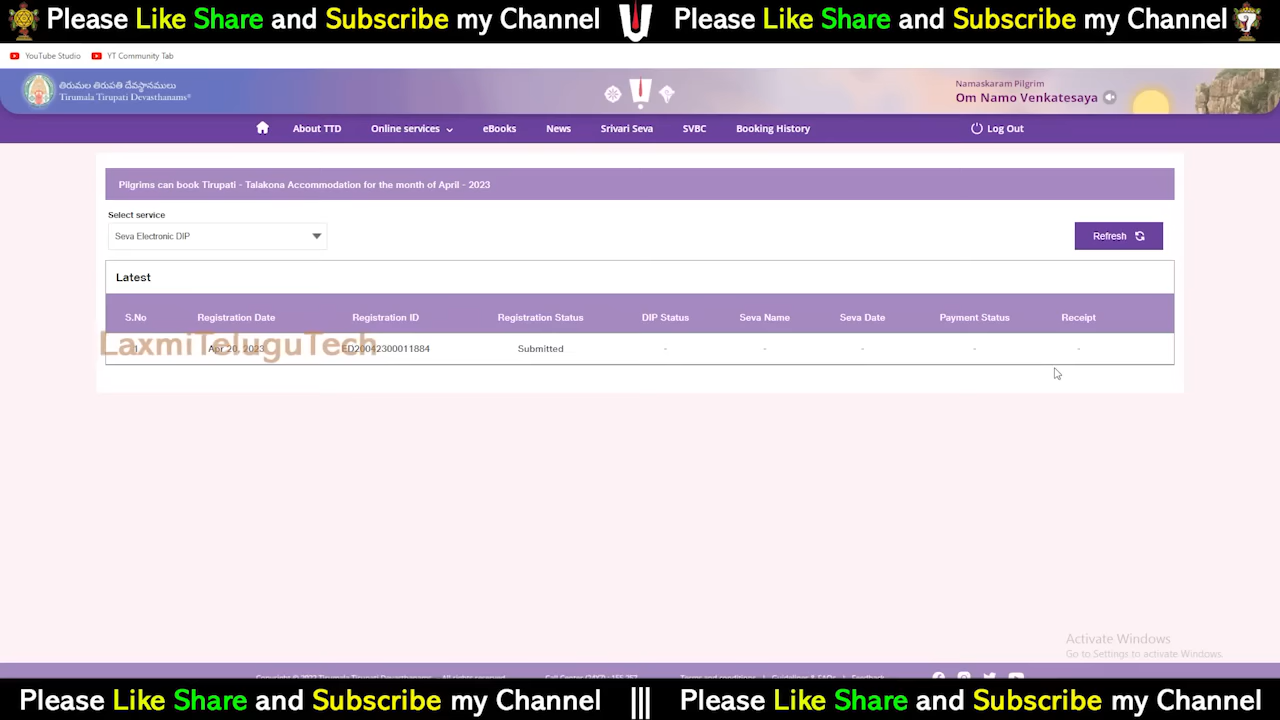 Please Like Share and Subscribe my Channel Please Like Share and Subscribe my Channel
YouTube Studio YT Community Tab
తిరుమల తిరుపతి దేవస్థానములు
Tirumala Tirupati Devasthanams
Namaskaram Pilgrim
Om Namo Venkatesaya
About TTD Online services eBooks News Srivari Seva SVBC Booking History Log Out
Pilgrims can book Tirupati - Talakona Accommodation for the month of April - 2023
Select service
Seva Electronic DIP
Refresh
Latest
S.No Registration Date Registration ID Registration Status DIP Status Seva Name Seva Date Payment Status Receipt
1 Apr 20, 2023 ED20042300011884 Submitted - - - - -
LaxmiTeluguTech
Activate Windows
Go to Settings to activate Windows.
Please Like Share and Subscribe my Channel ||| Please Like Share and Subscribe my Channel